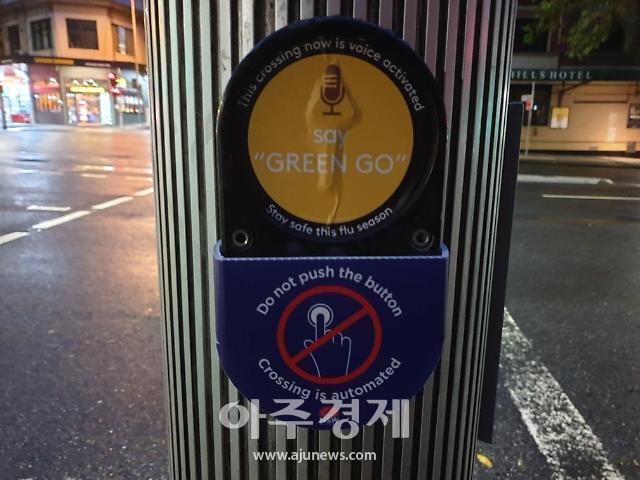 This crossing now is voice activated
say
“GREEN GO”
Stay safe this flu season
Do not push the button
Crossing is automated
HILLS HOTEL
아주경제
www.ajunews.com